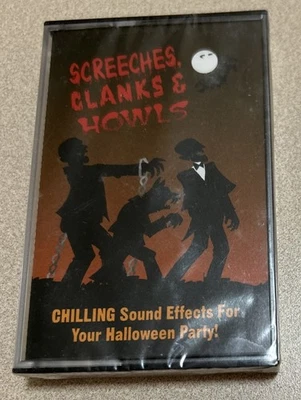 SCREECHES,
CLANKS &
HOWLS
CHILLING Sound Effects For
Your Halloween Party!